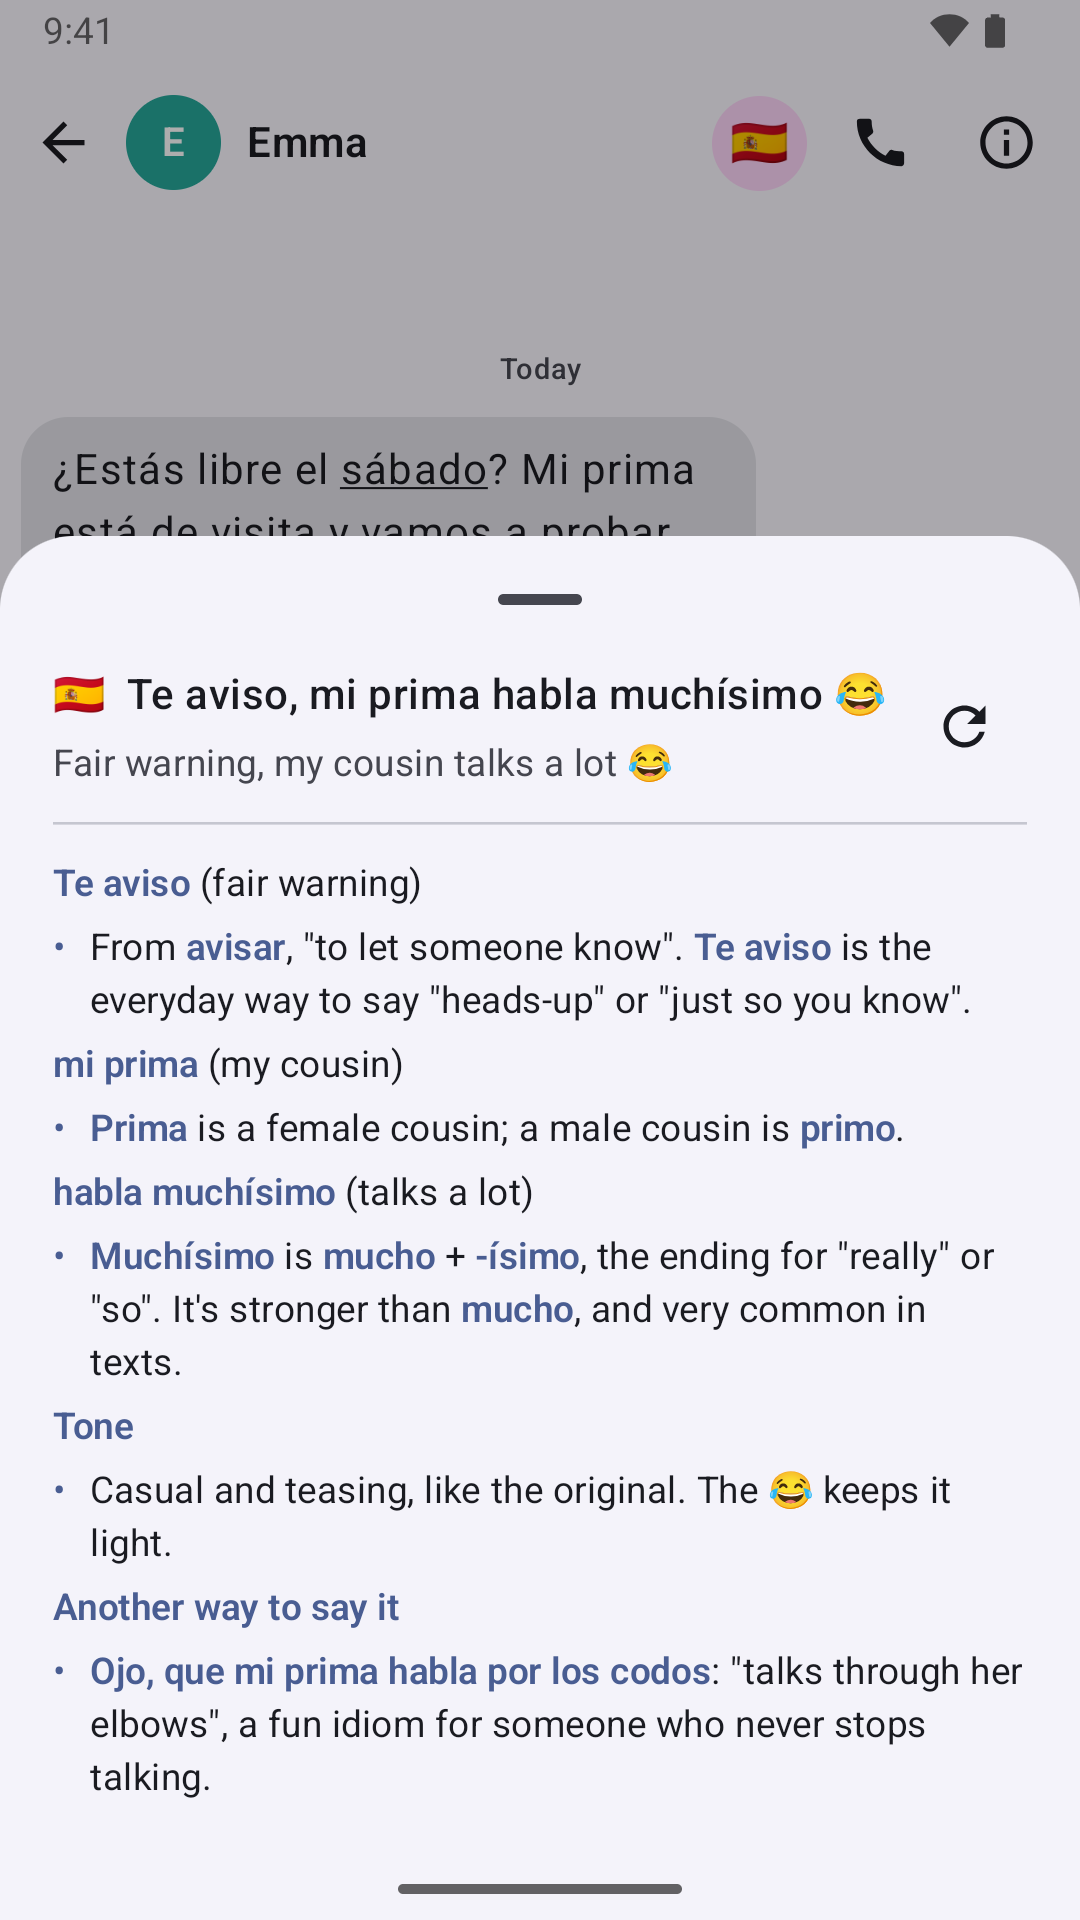 9:41
E
Emma
Today
¿Estás libre el sábado? Mi prima
está de visita y vamos a probar
🇪🇸 Te aviso, mi prima habla muchísimo 😂
Fair warning, my cousin talks a lot 😂
Te aviso (fair warning)
• From avisar, "to let someone know". Te aviso is the
everyday way to say "heads-up" or "just so you know".
mi prima (my cousin)
• Prima is a female cousin; a male cousin is primo.
habla muchísimo (talks a lot)
• Muchísimo is mucho + -ísimo, the ending for "really" or
"so". It's stronger than mucho, and very common in
texts.
Tone
• Casual and teasing, like the original. The 😂 keeps it
light.
Another way to say it
• Ojo, que mi prima habla por los codos: "talks through her
elbows", a fun idiom for someone who never stops
talking.